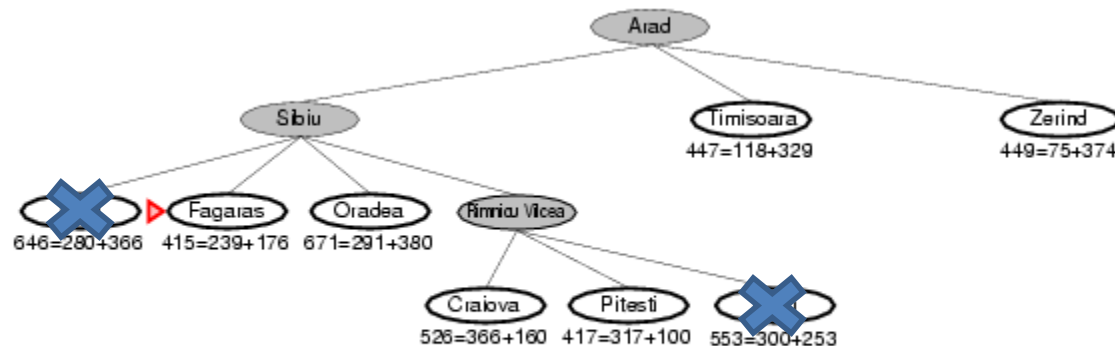 Arad
Sibiu
Timisoara
Zerind
447=118+329
449=75+374
Fagaras
Oradea
Rimnicu Vilcea
646=280+366
415=239+176
671=291+380
Craiova
Pitesti
526=366+160
417=317+100
553=300+253